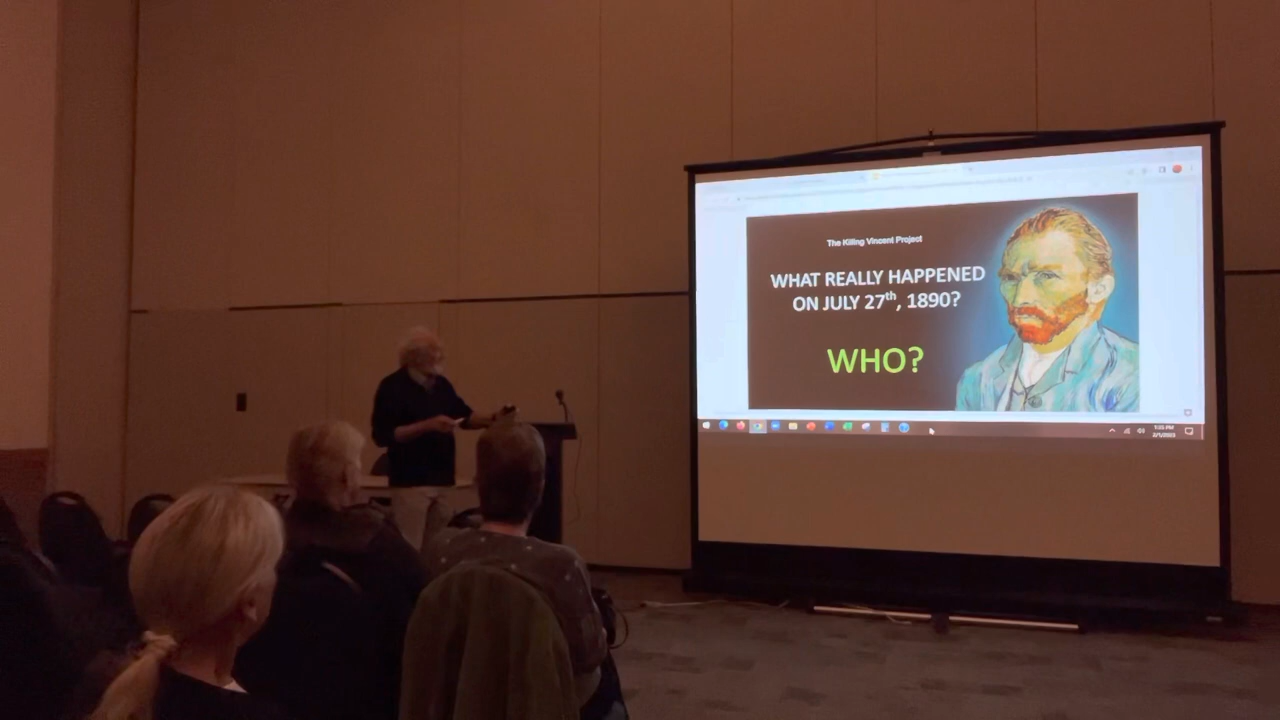 The Killing Vincent Project
WHAT REALLY HAPPENED
ON JULY 27th, 1890?
WHO?